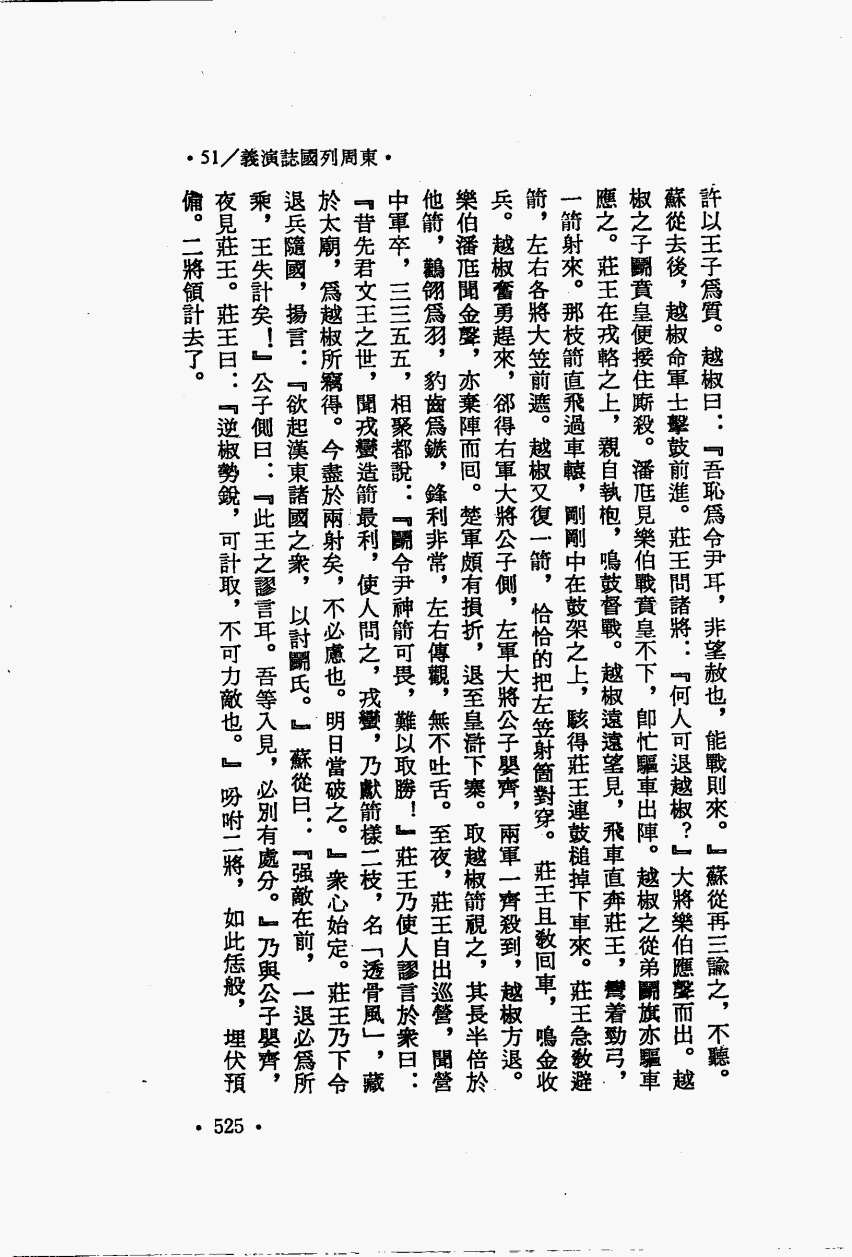 •51/義演誌國列周東•
許以王子爲質。越椒曰：『吾恥爲令尹耳，非望赦也，能戰則來。』蘇從再三諭之，不聽。
蘇從去後，越椒命軍士擊鼓前進。莊王問諸將：『何人可退越椒？』大將樂伯應聲而出。越
椒之子鬭賁皇便接住廝殺。潘尫見樂伯戰賁皇不下，卽忙驅車出陣。越椒之從弟鬭旗亦驅車
應之。莊王在戎輅之上，親自執枹，鳴鼓督戰。越椒遠遠望見，飛車直奔莊王，彎着勁弓，
一箭射來。那枝箭直飛過車轅，剛剛中在鼓架之上，駭得莊王連鼓槌掉下車來。莊王急教避
箭，左右各將大笠前遮。越椒又復一箭，恰恰的把左笠射箇對穿。莊王且教回車，鳴金收
兵。越椒奮勇趕來，卻得右軍大將公子側，左軍大將公子嬰齊，兩軍一齊殺到，越椒方退。
樂伯潘尫聞金聲，亦棄陣而回。楚軍頗有損折，退至皇滸下寨。取越椒箭視之，其長半倍於
他箭，鸛翎爲羽，豹齒爲鏃，鋒利非常，左右傳觀，無不吐舌。至夜，莊王自出巡營，聞營
中軍卒，三三五五，相聚都說：『鬭令尹神箭可畏，難以取勝！』莊王乃使人謬言於衆曰：
『昔先君文王之世，聞戎蠻造箭最利，使人問之，戎蠻，乃獻箭樣二枝，名「透骨風」，藏
於太廟，爲越椒所竊得。今盡於兩射矣，不必慮也。明日當破之。』衆心始定。莊王乃下令
退兵隨國，揚言：『欲起漢東諸國之衆，以討鬭氏。』蘇從曰：『强敵在前，一退必爲所
乘，王失計矣！』公子側曰：『此王之謬言耳。吾等入見，必別有處分。』乃與公子嬰齊，
夜見莊王。莊王曰：『逆椒勢銳，可計取，不可力敵也。』吩咐二將，如此恁般，埋伏預
備。二將領計去了。
•525•